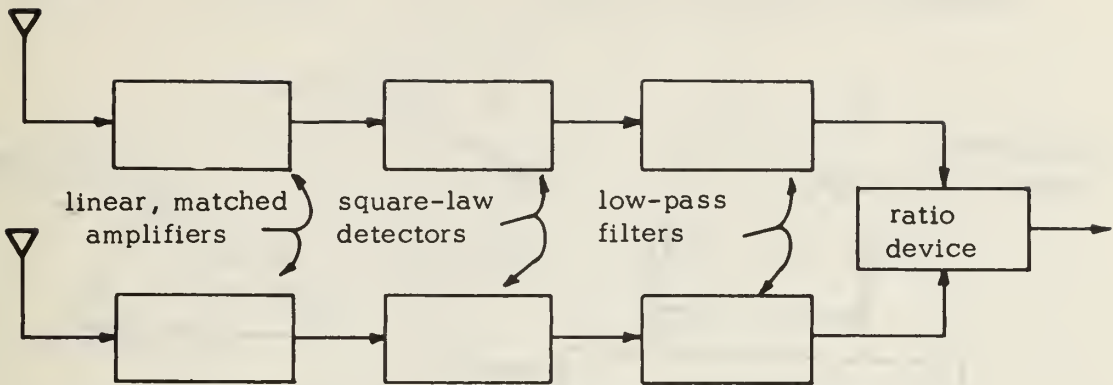 linear, matched
amplifiers
square-law
detectors
low-pass
filters
ratio
device